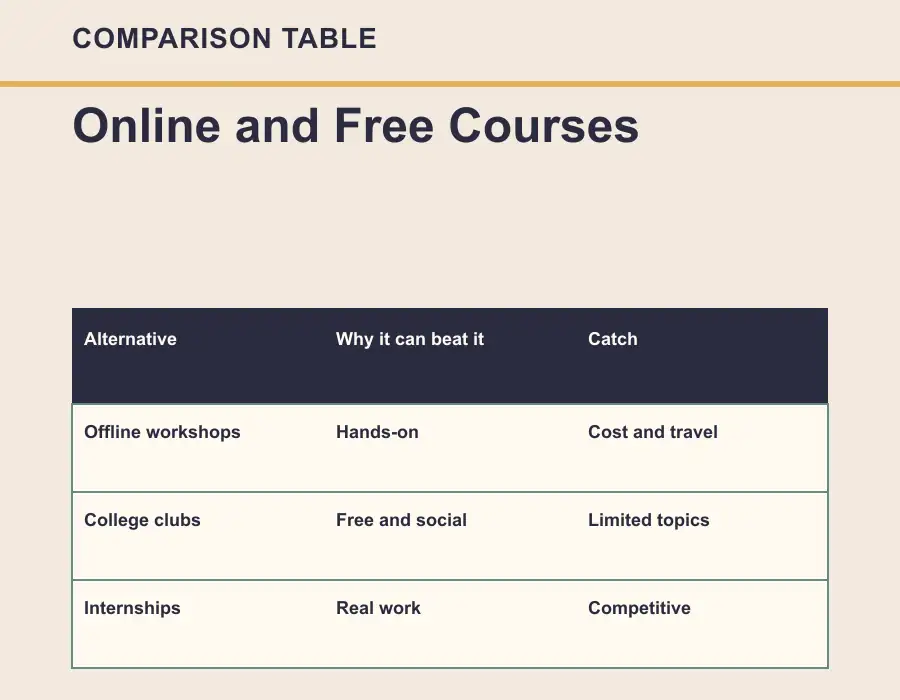 COMPARISON TABLE
Online and Free Courses
Alternative Why it can beat it Catch
Offline workshops Hands-on Cost and travel
College clubs Free and social Limited topics
Internships Real work Competitive